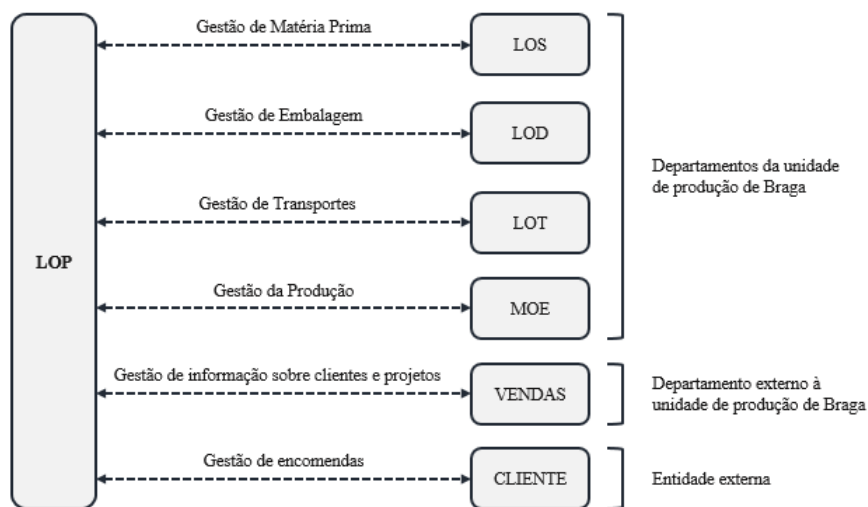 Gestão de Matéria Prima
LOS
Gestão de Embalagem
LOD
Departamentos da unidade
de produção de Braga
Gestão de Transportes
LOT
LOP
Gestão da Produção
MOE
Gestão de informação sobre clientes e projetos
VENDAS
Departamento externo à
unidade de produção de Braga
Gestão de encomendas
CLIENTE
Entidade externa